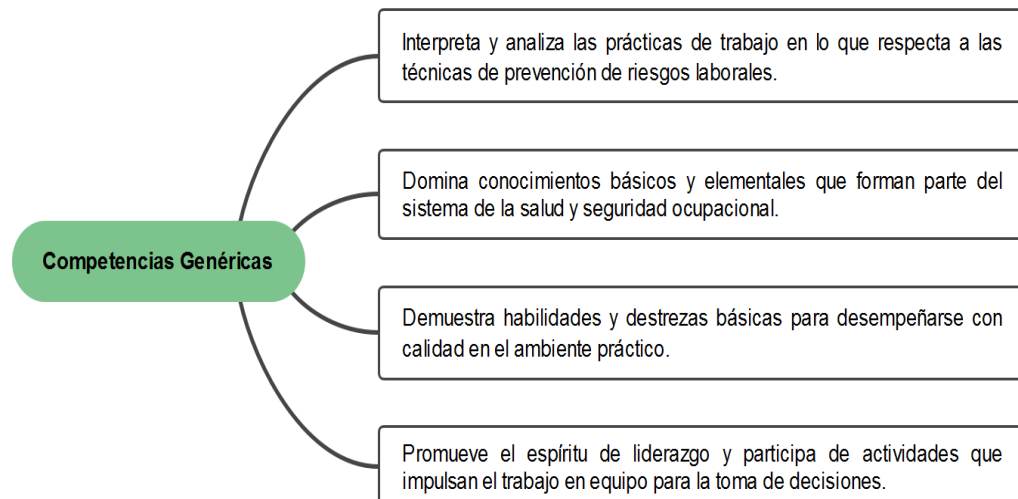 Interpreta y analiza las prácticas de trabajo en lo que respecta a las
técnicas de prevención de riesgos laborales.
Domina conocimientos básicos y elementales que forman parte del
sistema de la salud y seguridad ocupacional.
Competencias Genéricas
Demuestra habilidades y destrezas básicas para desempeñarse con
calidad en el ambiente práctico.
Promueve el espíritu de liderazgo y participa de actividades que
impulsan el trabajo en equipo para la toma de decisiones.